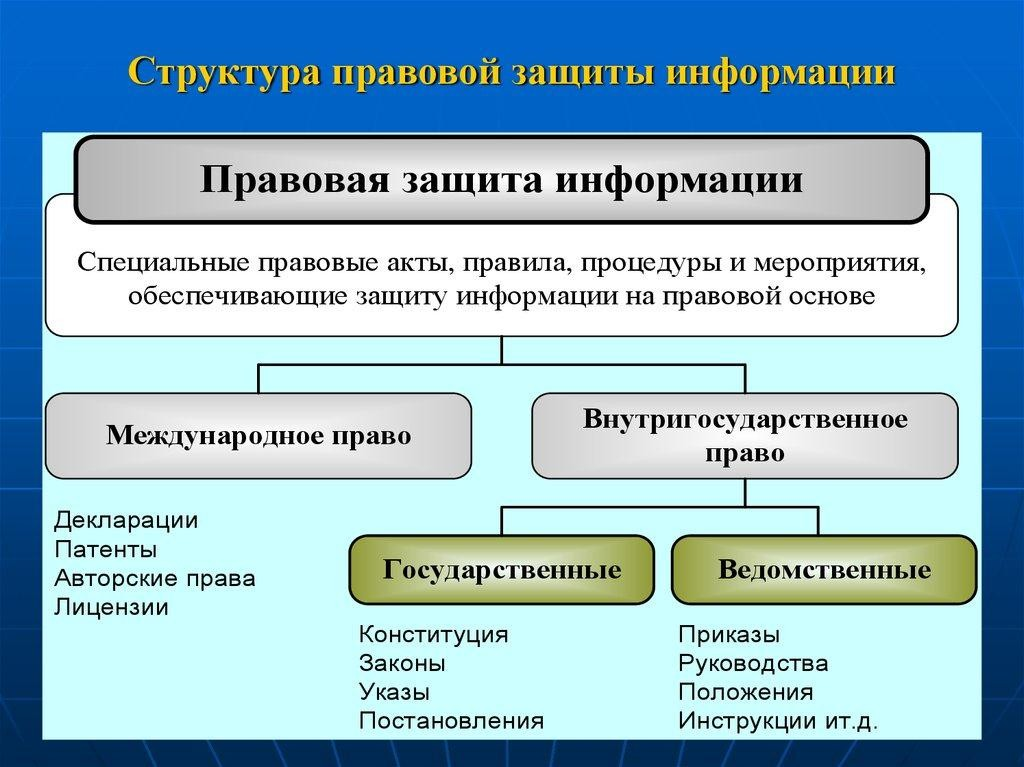 Структура правовой защиты информации
Правовая защита информации
Специальные правовые акты, правила, процедуры и мероприятия,
обеспечивающие защиту информации на правовой основе
Международное право
Декларации
Патенты
Авторские права
Лицензии
Внутригосударственное
право
Государственные
Конституция
Законы
Указы
Постановления
Ведомственные
Приказы
Руководства
Положения
Инструкции ит.д.